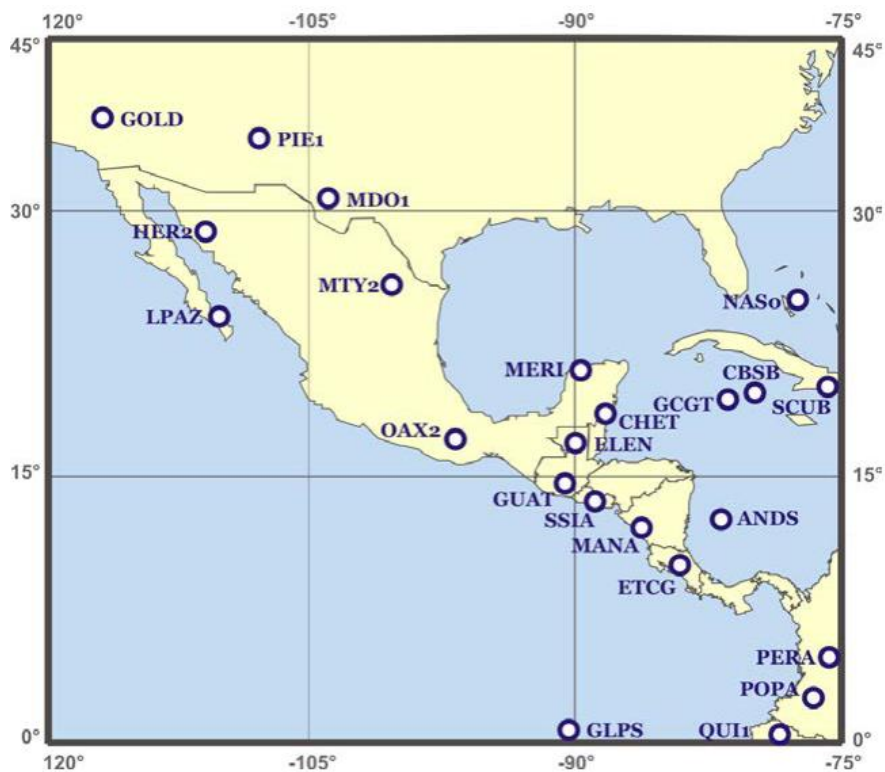 120° -105° -90° -75°
45° 45°
GOLD
PIE1
MDO1
30° 30°
HER2
MTY2
NAS0
LPAZ
CBSB
MERI
GCGT
SCUB
CHET
OAX2
ELEN
15° 15°
GUAT
SSIA
ANDS
MANA
ETCG
PERA
POPA
GLPS
QUI1
0° 0°
120° -105° -90° -75°